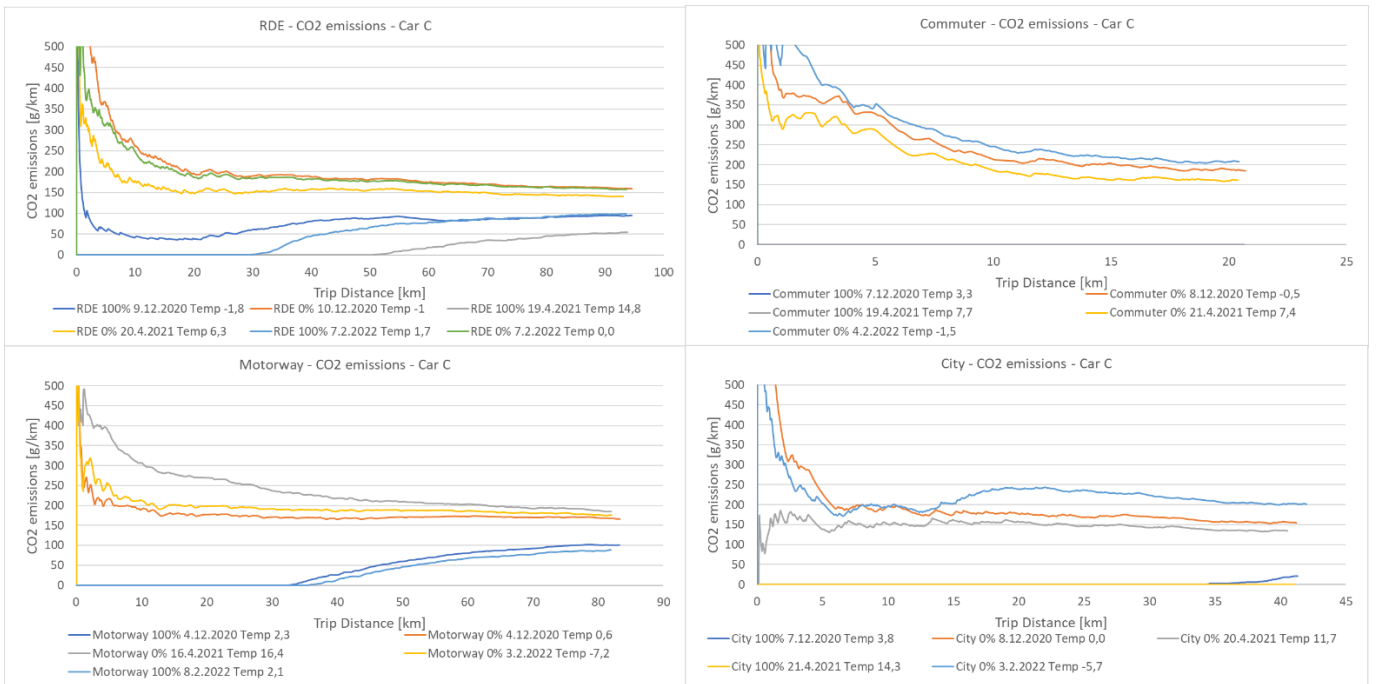 RDE - CO2 emissions - Car C
CO2 emissions [g/km]
500
450
400
350
300
250
200
150
100
50
0
0 10 20 30 40 50 60 70 80 90 100
Trip Distance [km]
RDE 100% 9.12.2020 Temp -1,8 RDE 0% 10.12.2020 Temp -1 RDE 100% 19.4.2021 Temp 14,8
RDE 0% 20.4.2021 Temp 6,3 RDE 100% 7.2.2022 Temp 1,7 RDE 0% 7.2.2022 Temp 0,0
Commuter - CO2 emissions - Car C
CO2 emissions [g/km]
500
450
400
350
300
250
200
150
100
50
0
0 5 10 15 20 25
Trip Distance [km]
Commuter 100% 7.12.2020 Temp 3,3 Commuter 0% 8.12.2020 Temp -0,5
Commuter 100% 19.4.2021 Temp 7,7 Commuter 0% 21.4.2021 Temp 7,4
Commuter 0% 4.2.2022 Temp -1,5
Motorway - CO2 emissions - Car C
CO2 emissions [g/km]
500
450
400
350
300
250
200
150
100
50
0
0 10 20 30 40 50 60 70 80 90
Trip Distance [km]
Motorway 100% 4.12.2020 Temp 2,3 Motorway 0% 4.12.2020 Temp 0,6
Motorway 0% 16.4.2021 Temp 16,4 Motorway 0% 3.2.2022 Temp -7,2
Motorway 100% 8.2.2022 Temp 2,1
City - CO2 emissions - Car C
CO2 emissions [g/km]
500
450
400
350
300
250
200
150
100
50
0
0 5 10 15 20 25 30 35 40 45
Trip Distance [km]
City 100% 7.12.2020 Temp 3,8 City 0% 8.12.2020 Temp 0,0 City 0% 20.4.2021 Temp 11,7
City 100% 21.4.2021 Temp 14,3 City 0% 3.2.2022 Temp -5,7